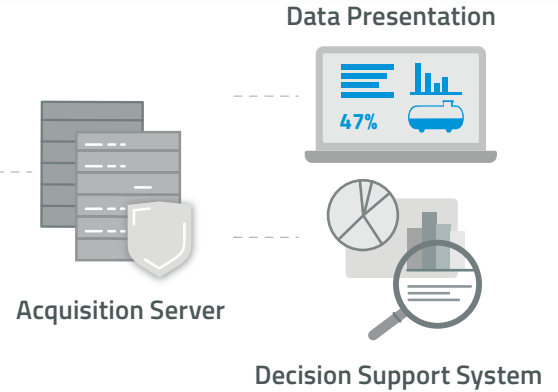 Data Presentation
47%
Acquisition Server
Decision Support System